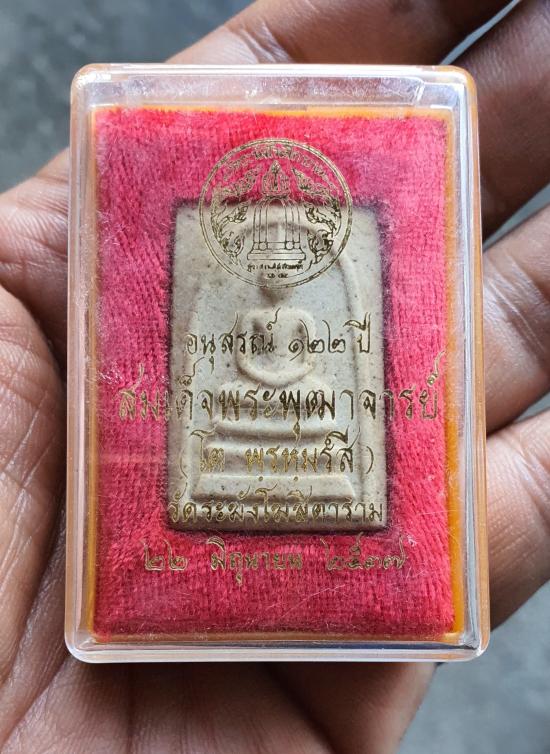 อนุสรณ์ ๑๒๒ ปี
สมเด็จพระพุฒาจารย์
( โต พฺรหฺมรํสี )
วัดระฆังโฆสิตาราม
๒๒ มิถุนายน ๒๕๓๗